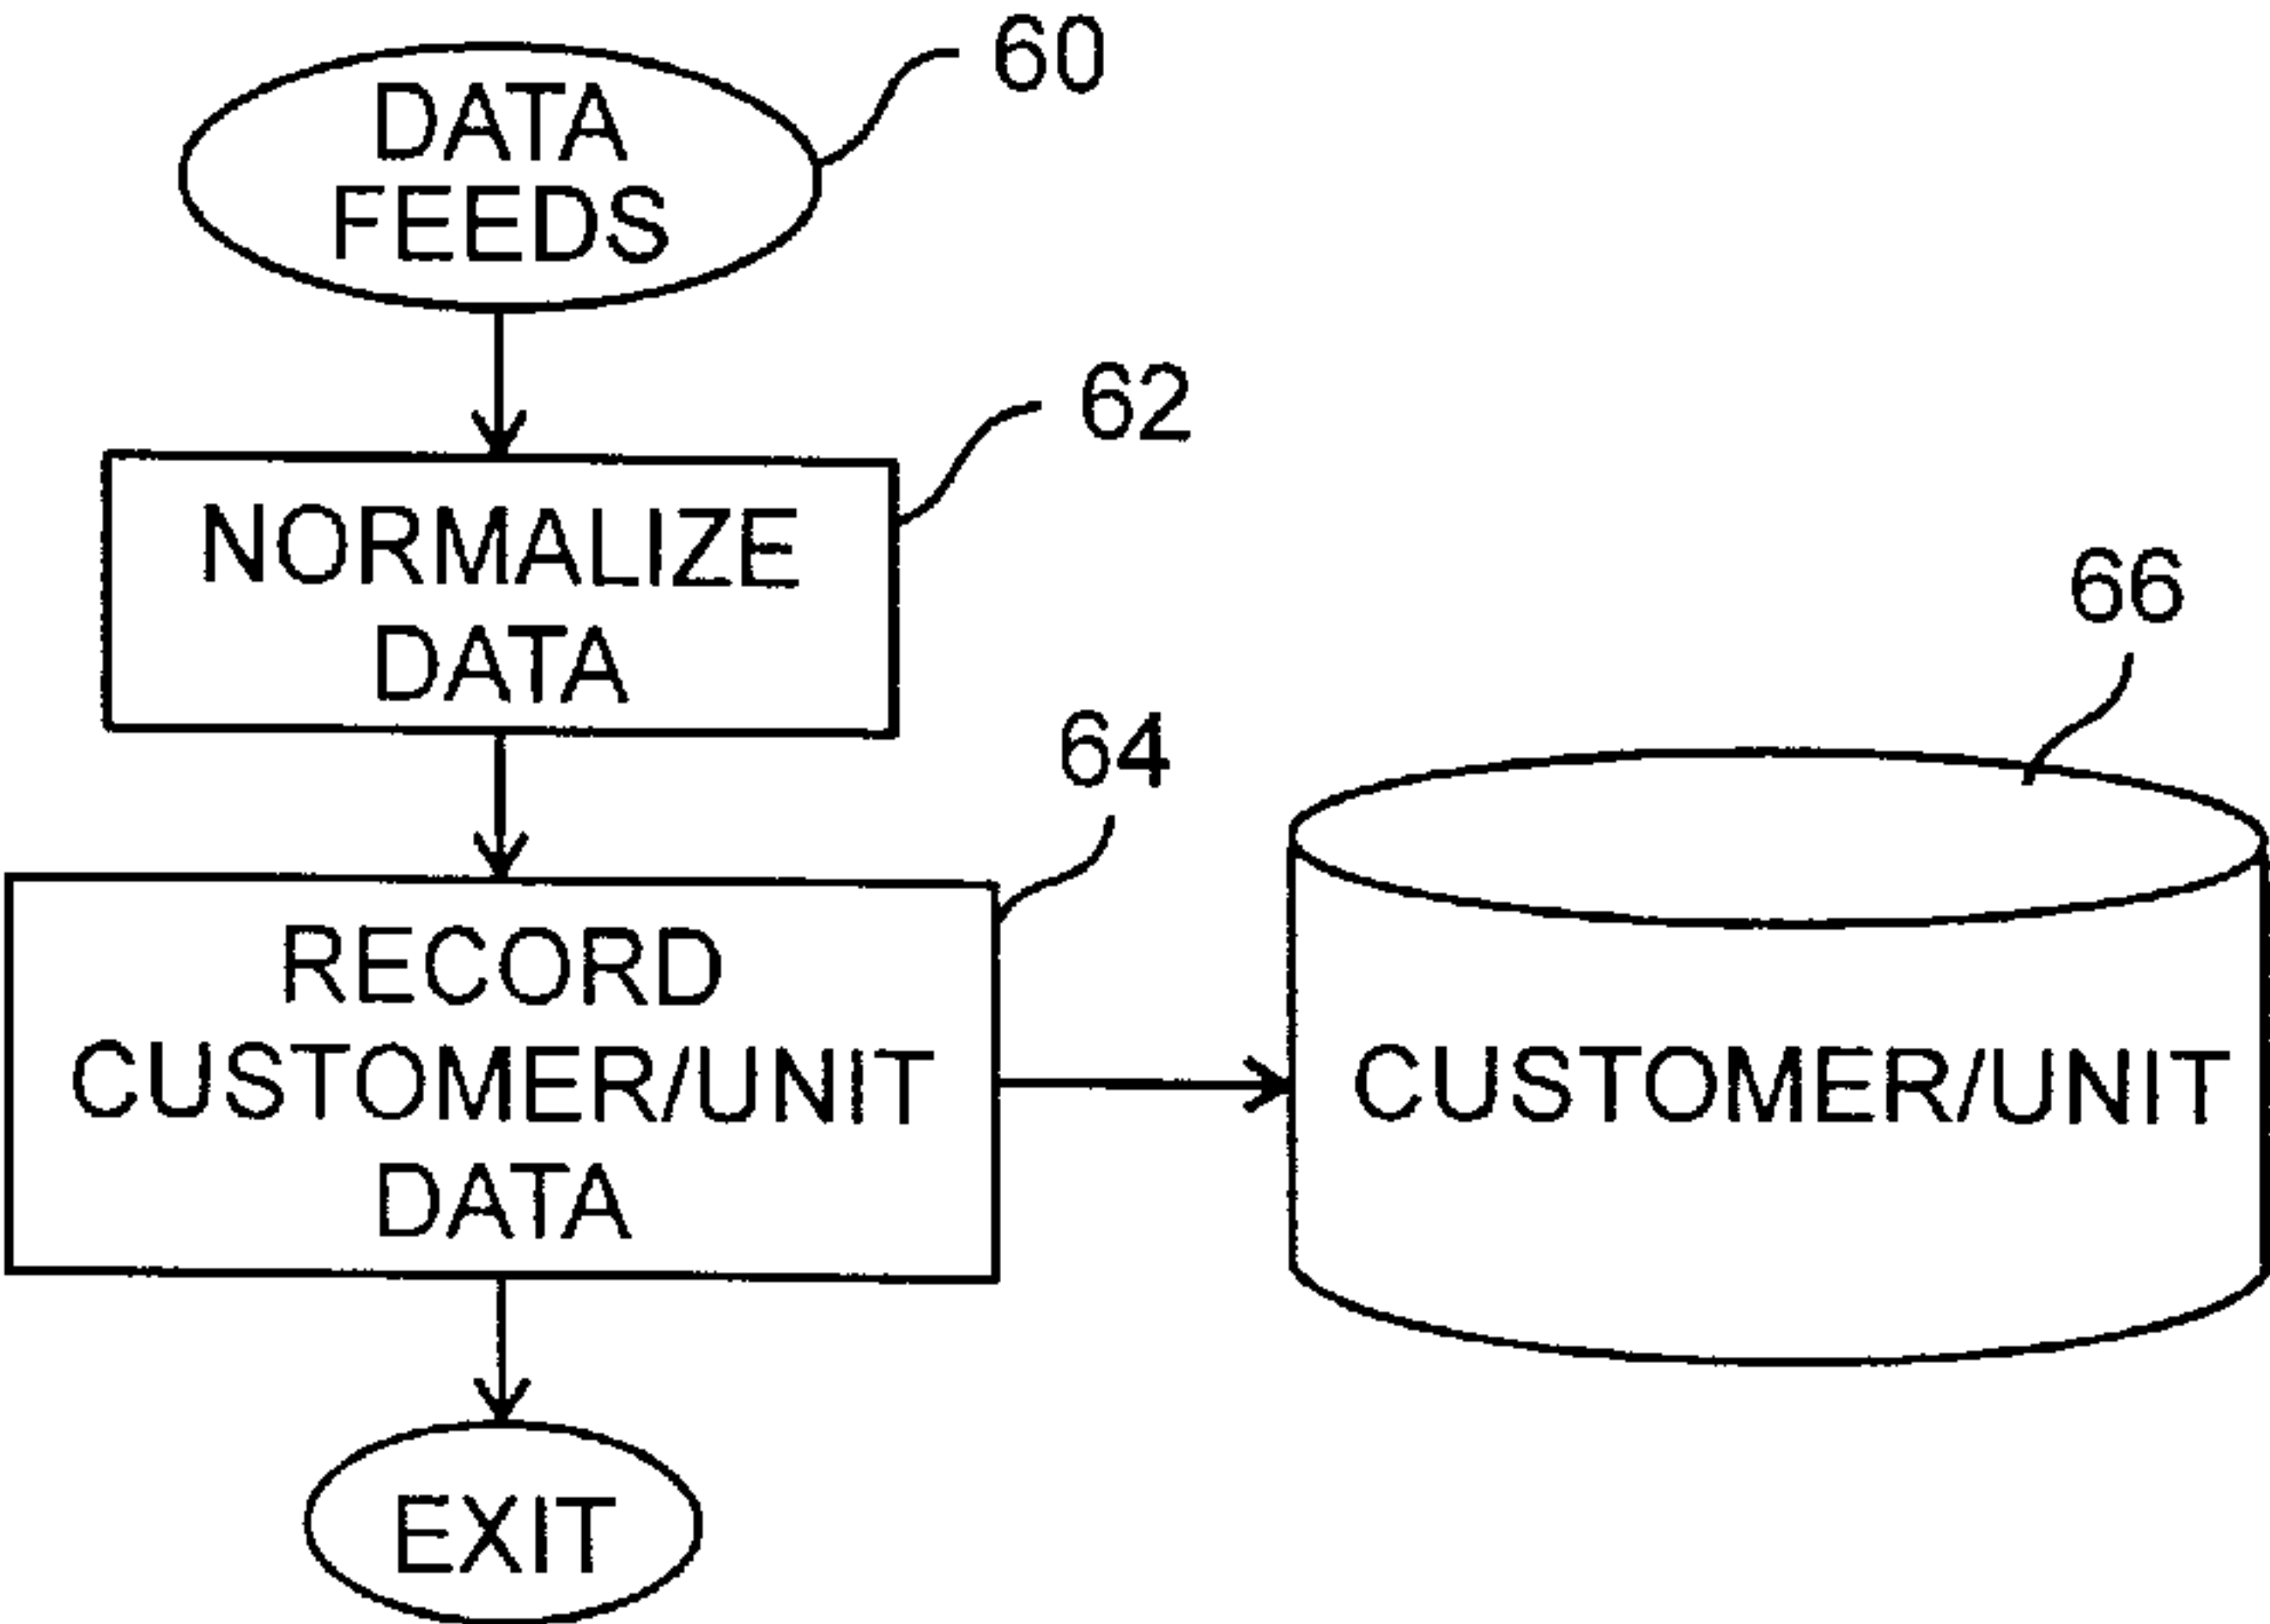 60
DATA
FEEDS
62
NORMALIZE
DATA
64
66
RECORD
CUSTOMER/UNIT
DATA
CUSTOMER/UNIT
EXIT